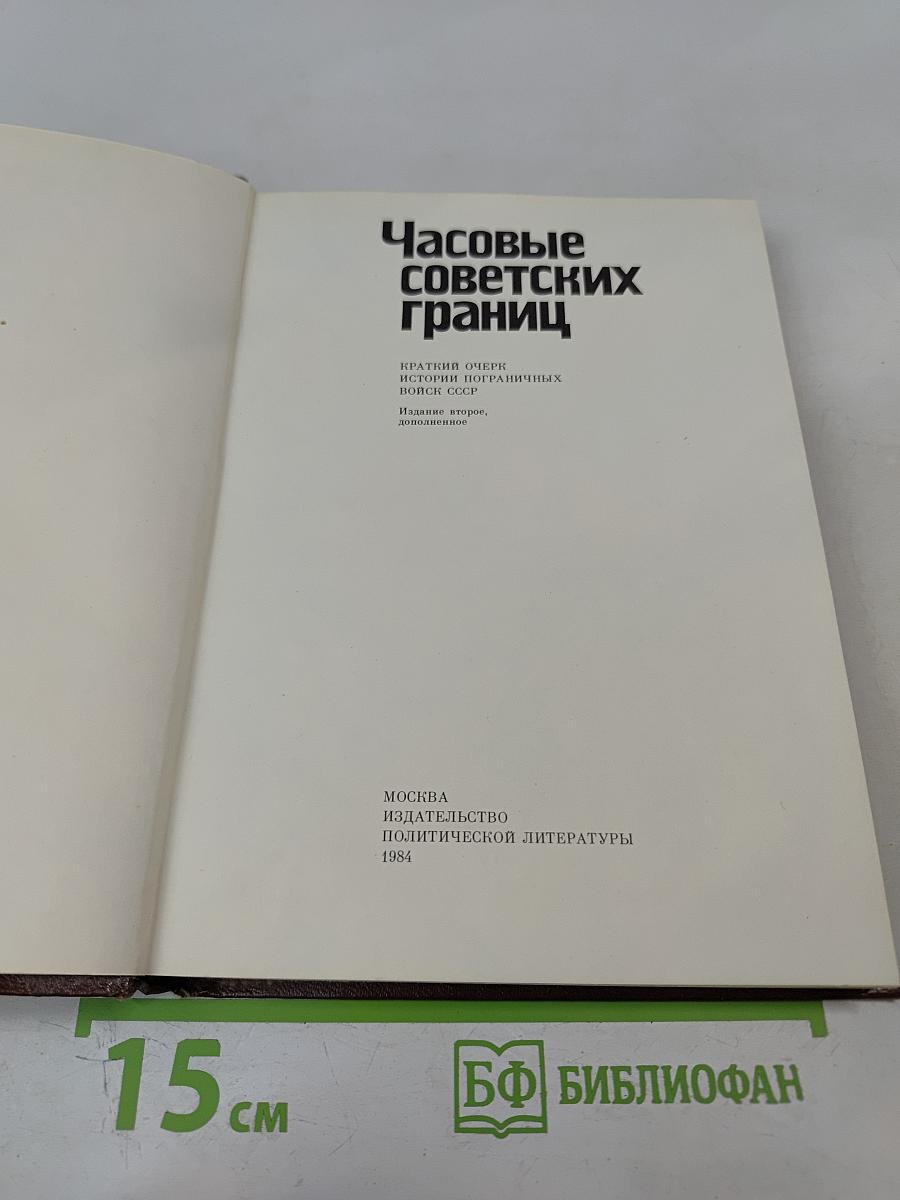 Часовые
советских
границ
КРАТКИЙ ОЧЕРК
ИСТОРИИ ПОГРАНИЧНЫХ
ВОЙСК СССР
Издание второе,
дополненное
МОСКВА
ИЗДАТЕЛЬСТВО
ПОЛИТИЧЕСКОЙ ЛИТЕРАТУРЫ
1984
15 см
БФ БИБЛИОФАН